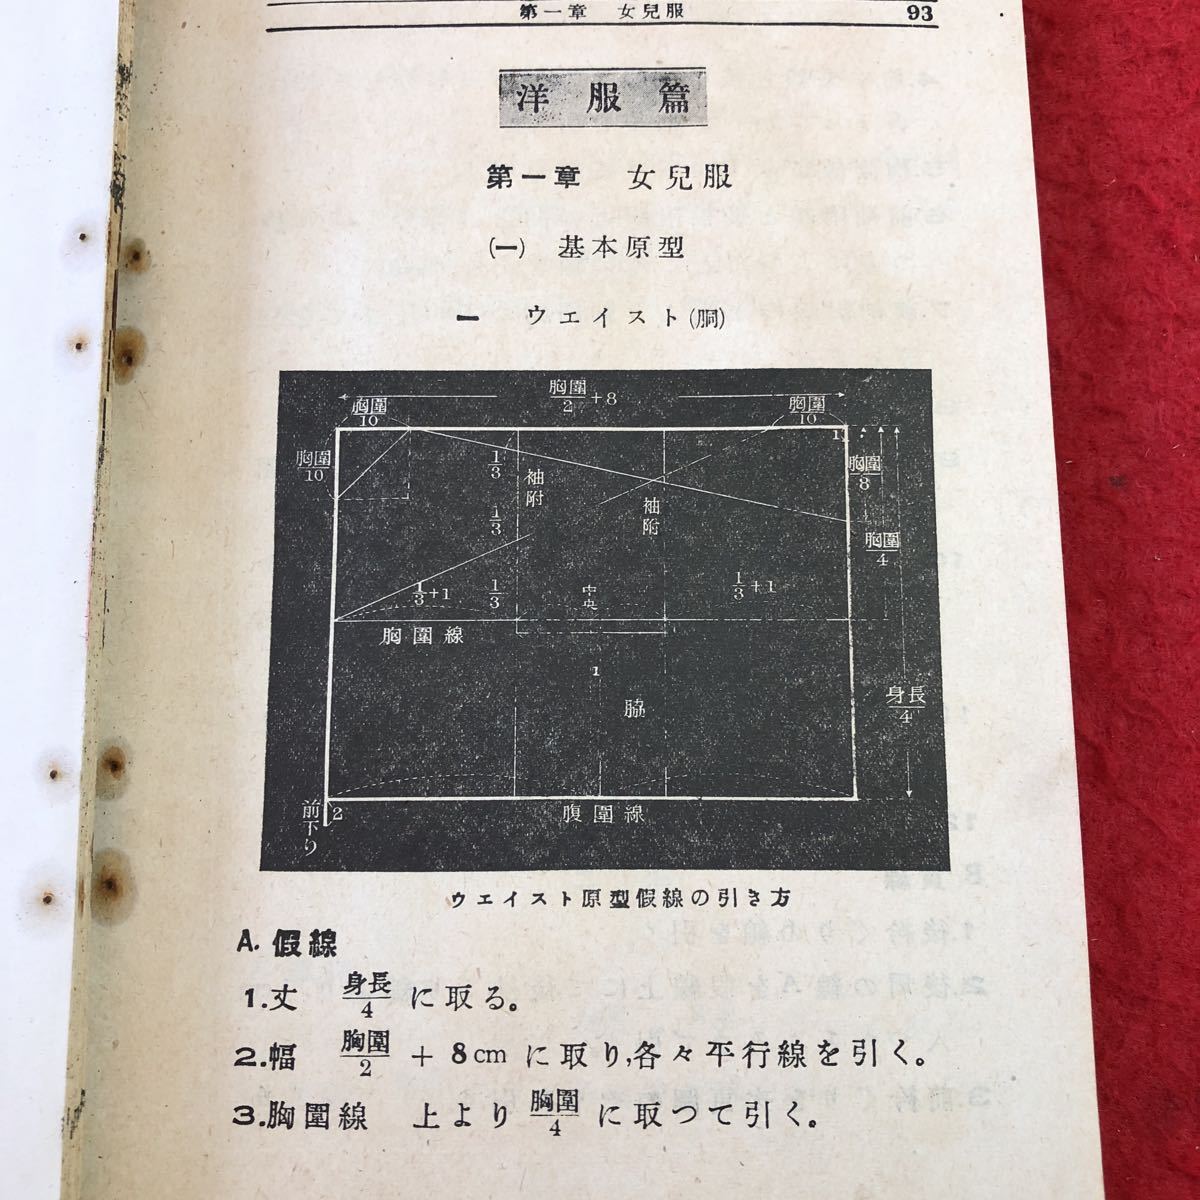 第一章 女兒服 93
洋服篇
第一章 女兒服
(一) 基本原型
一 ウエイスト(胴)
胸圍/2 +8
胸圍/10
胸圍/10
胸圍/10
1
1/3
袖附
袖附
胸圍/8
1/3
胸圍/4
1/3+1
1/3
中央
1/3+1
胸圍線
1
脇
身長/4
前下り
2
腹圍線
ウエイスト原型假線の引き方
A. 假線
1.丈 身長/4 に取る。
2.幅 胸圍/2 + 8cm に取り,各々平行線を引く。
3.胸圍線 上より 胸圍/4 に取つて引く。